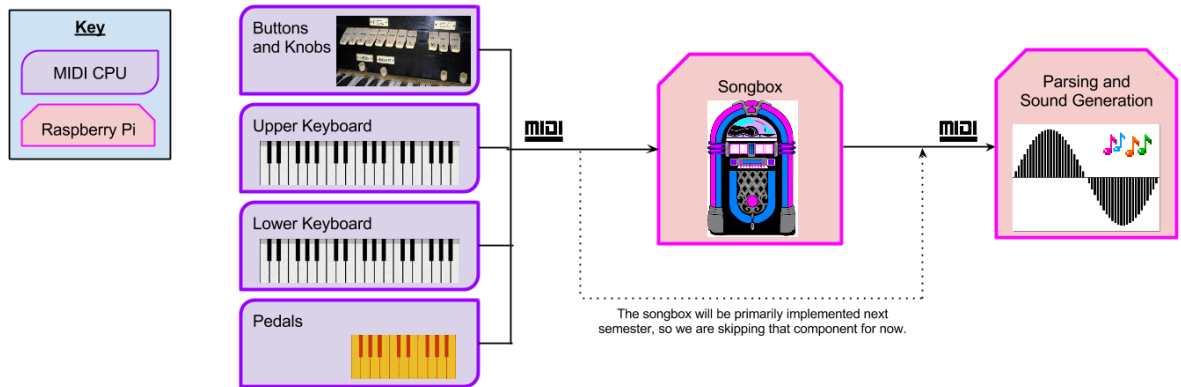 Key
MIDI CPU
Raspberry Pi
Buttons
and Knobs
Upper Keyboard
Lower Keyboard
Pedals
MIDI
Songbox
MIDI
Parsing and
Sound Generation
The songbox will be primarily implemented next
semester, so we are skipping that component for now.